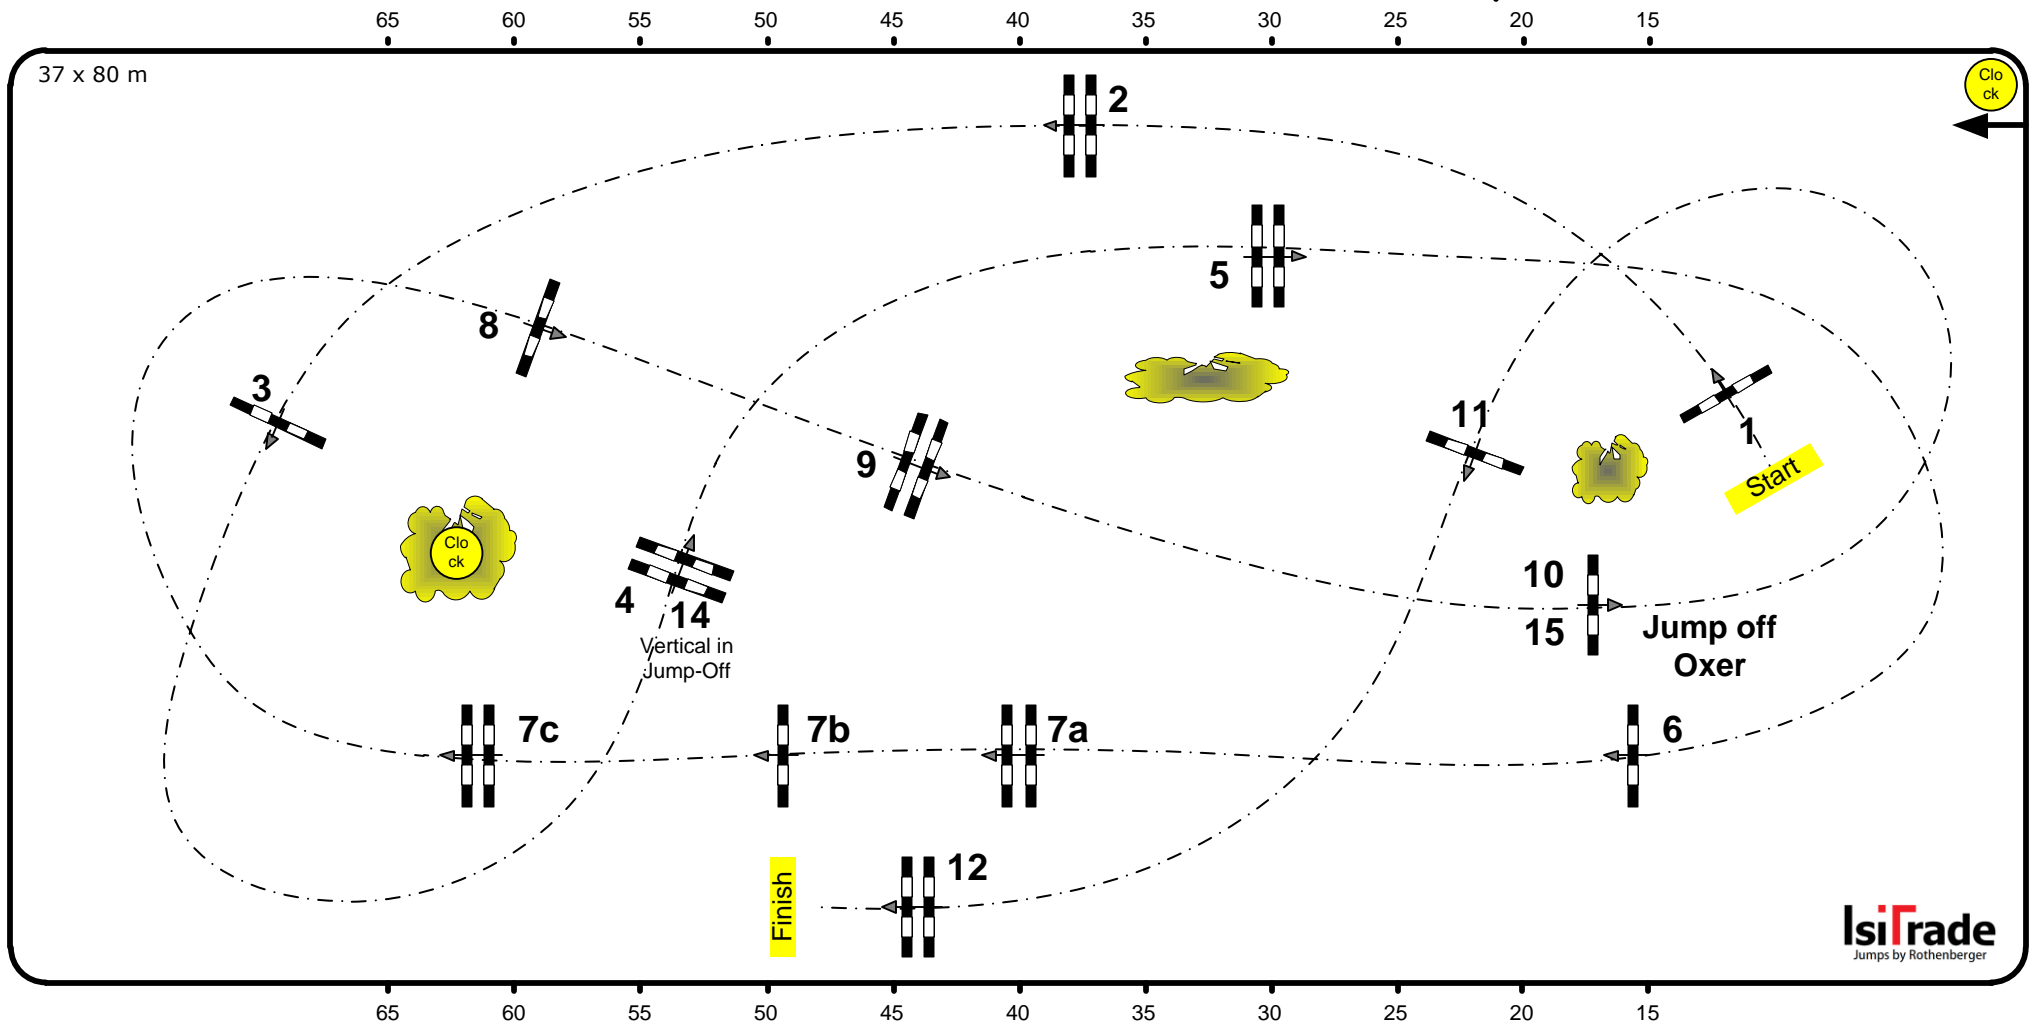 65 60 55 50 45 40 35 30 25 20 15
37 x 80 m
Clo
ck
2
5
8
3
11
1
9
Start
Clo
ck
10
4
14
15
Jump off
Vertical in
Oxer
Jump-Off
7c
7b
7a
6
12
Finish
IsiTrade
Jumps by Rothenberger
65 60 55 50 45 40 35 30 25 20 15